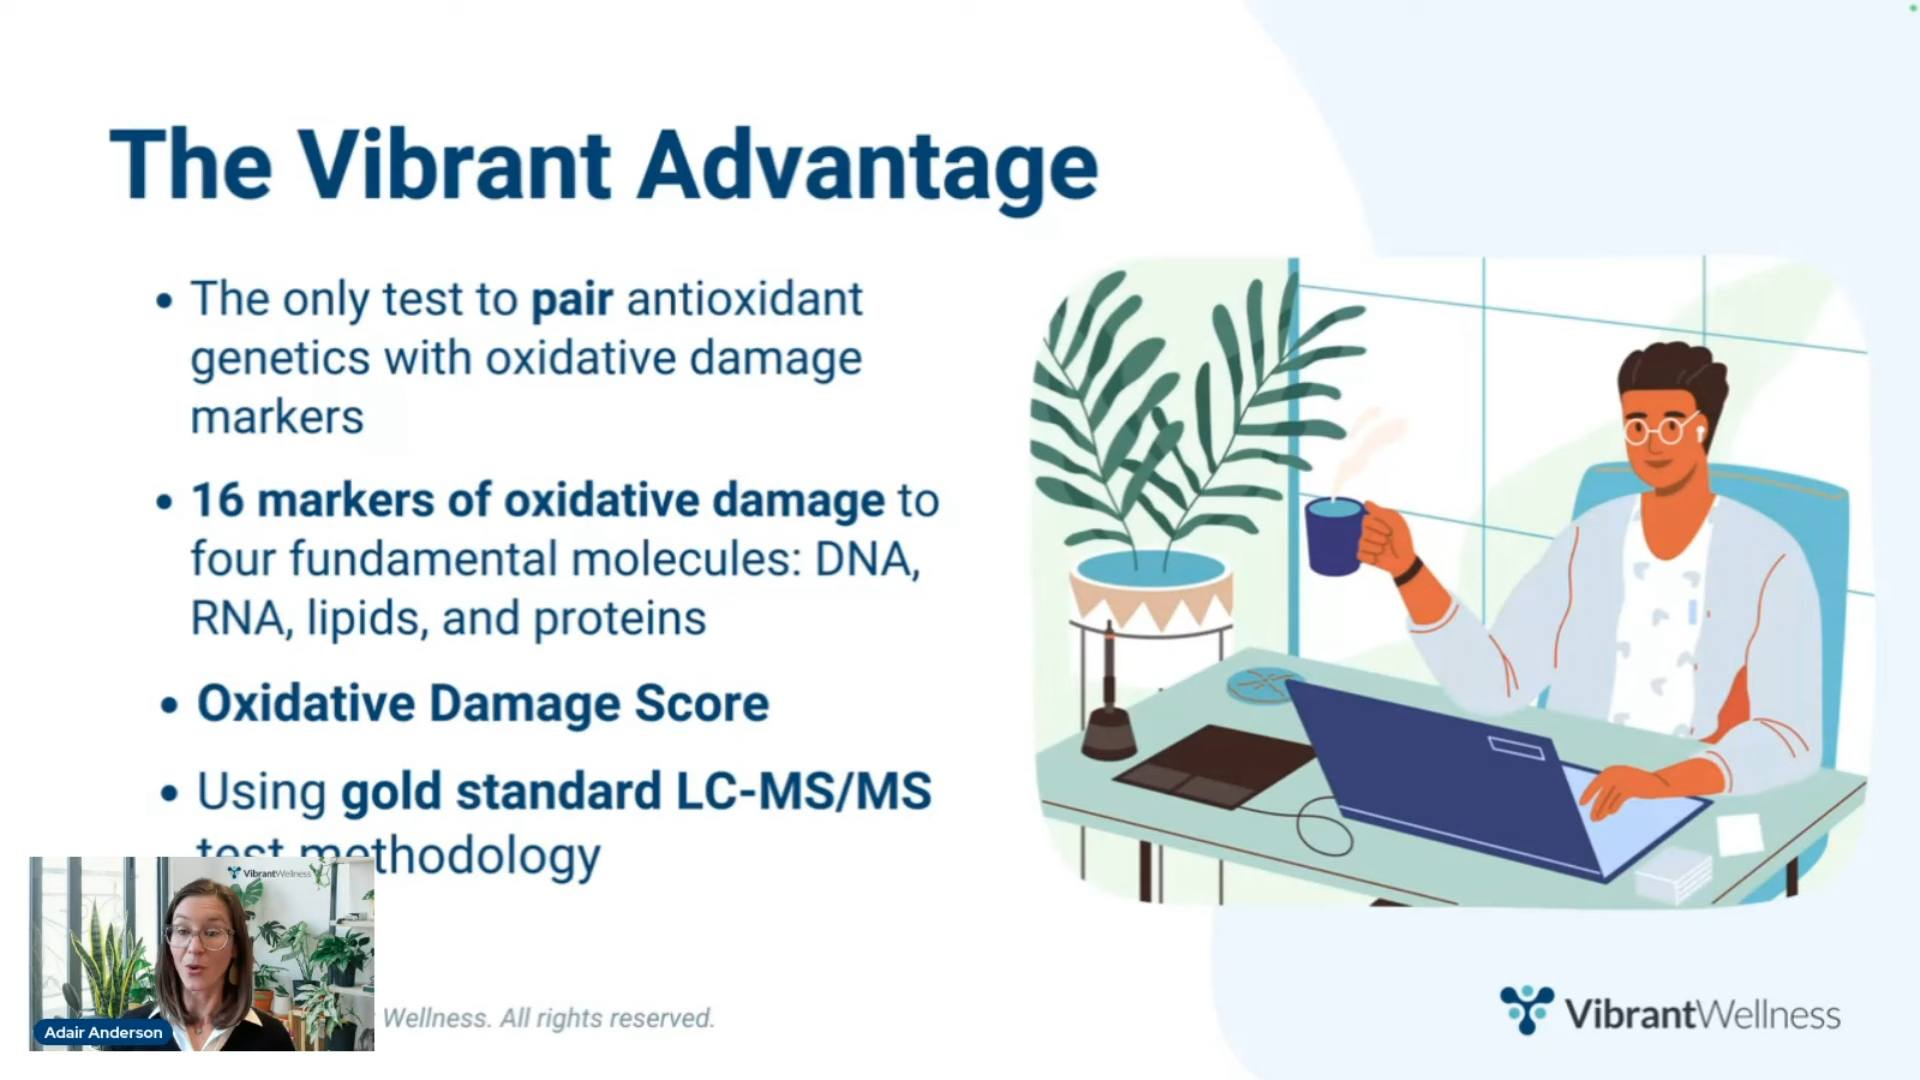 The Vibrant Advantage
• The only test to pair antioxidant
genetics with oxidative damage
markers
• 16 markers of oxidative damage to
four fundamental molecules: DNA,
RNA, lipids, and proteins
• Oxidative Damage Score
• Using gold standard LC-MS/MS
test methodology
VibrantWellness
Adair Anderson
Wellness. All rights reserved.
VibrantWellness